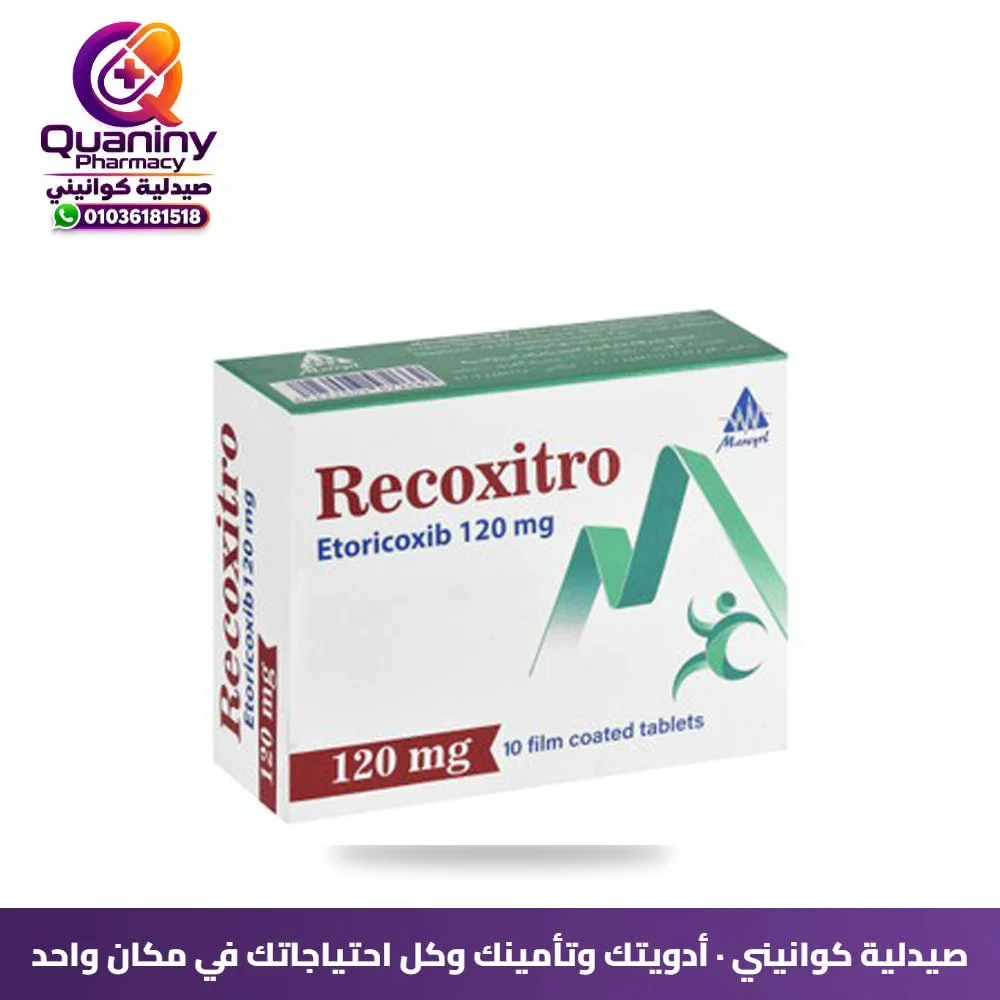 Quaniny
Pharmacy
صيدلية كوانيني
01036181518
Recoxitro
Etoricoxib 120 mg
120 mg
10 film coated tablets
Recoxitro
Etoricoxib 120 mg
120 mg
صيدلية كوانيني . أدويتك وتأمينك وكل احتياجاتك في مكان واحد